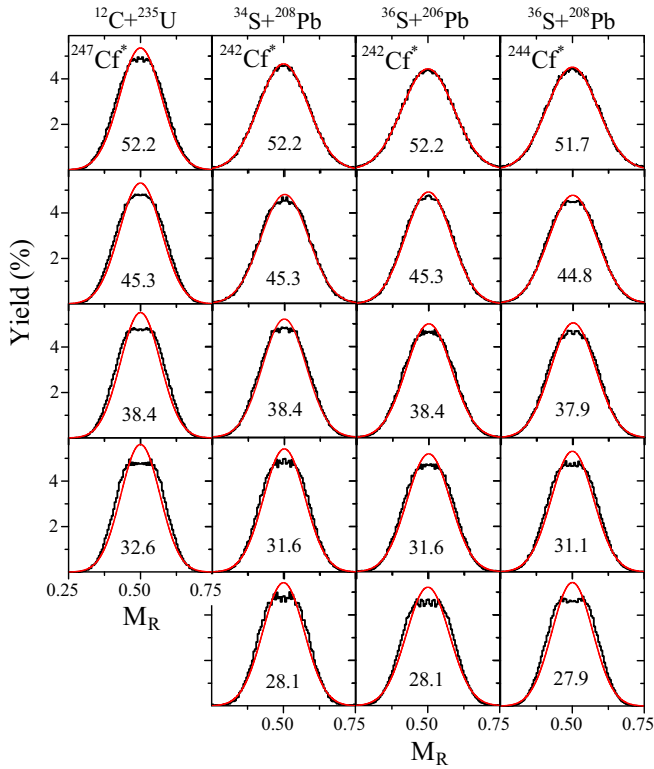 ¹²C+²³⁵U ³⁴S+²⁰⁸Pb ³⁶S+²⁰⁶Pb ³⁶S+²⁰⁸Pb
²⁴⁷Cf* ²⁴²Cf* ²⁴²Cf* ²⁴⁴Cf*
4
2
52.2 52.2 52.2 51.7
4
2
45.3 45.3 45.3 44.8
Yield (%)
4
2
38.4 38.4 38.4 37.9
4
2
32.6 31.6 31.6 31.1
0.25 0.50 0.75
M_R
28.1 28.1 27.9
0.50 0.75 0.50 0.75 0.50 0.75
M_R